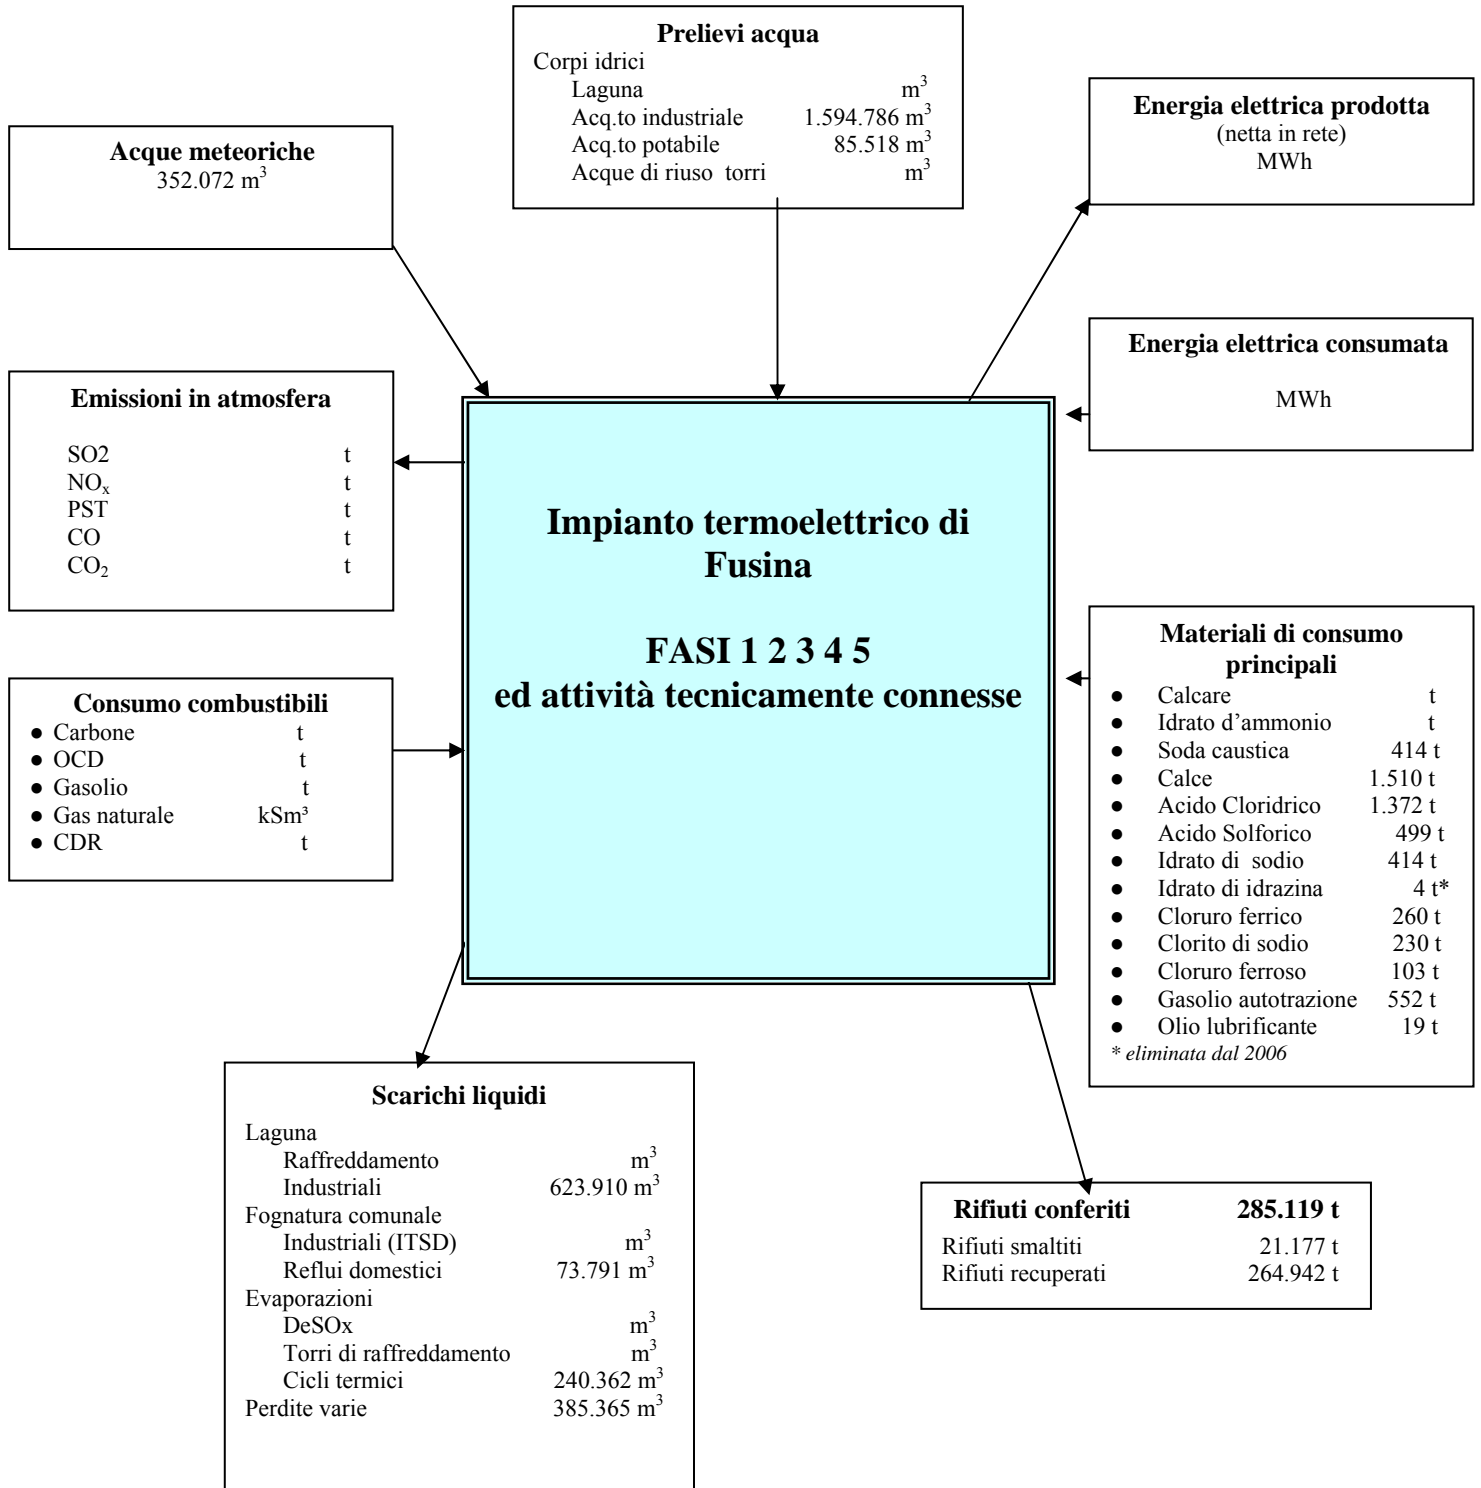 Prelievi acqua
Corpi idrici
Laguna m³
Acq.to industriale 1.594.786 m³
Acq.to potabile 85.518 m³
Acque di riuso torri m³
Acque meteoriche
352.072 m³
Energia elettrica prodotta
(netta in rete)
MWh
Energia elettrica consumata
MWh
Emissioni in atmosfera
SO2 t
NOₓ t
PST t
CO t
CO₂ t
Impianto termoelettrico di
Fusina
FASI 1 2 3 4 5
ed attività tecnicamente connesse
Consumo combustibili
● Carbone t
● OCD t
● Gasolio t
● Gas naturale kSm³
● CDR t
Materiali di consumo
principali
● Calcare t
● Idrato d’ammonio t
● Soda caustica 414 t
● Calce 1.510 t
● Acido Cloridrico 1.372 t
● Acido Solforico 499 t
● Idrato di sodio 414 t
● Idrato di idrazina 4 t*
● Cloruro ferrico 260 t
● Clorito di sodio 230 t
● Cloruro ferroso 103 t
● Gasolio autotrazione 552 t
● Olio lubrificante 19 t
* eliminata dal 2006
Scarichi liquidi
Laguna
Raffreddamento m³
Industriali 623.910 m³
Fognatura comunale
Industriali (ITSD) m³
Reflui domestici 73.791 m³
Evaporazioni
DeSOx m³
Torri di raffreddamento m³
Cicli termici 240.362 m³
Perdite varie 385.365 m³
Rifiuti conferiti 285.119 t
Rifiuti smaltiti 21.177 t
Rifiuti recuperati 264.942 t